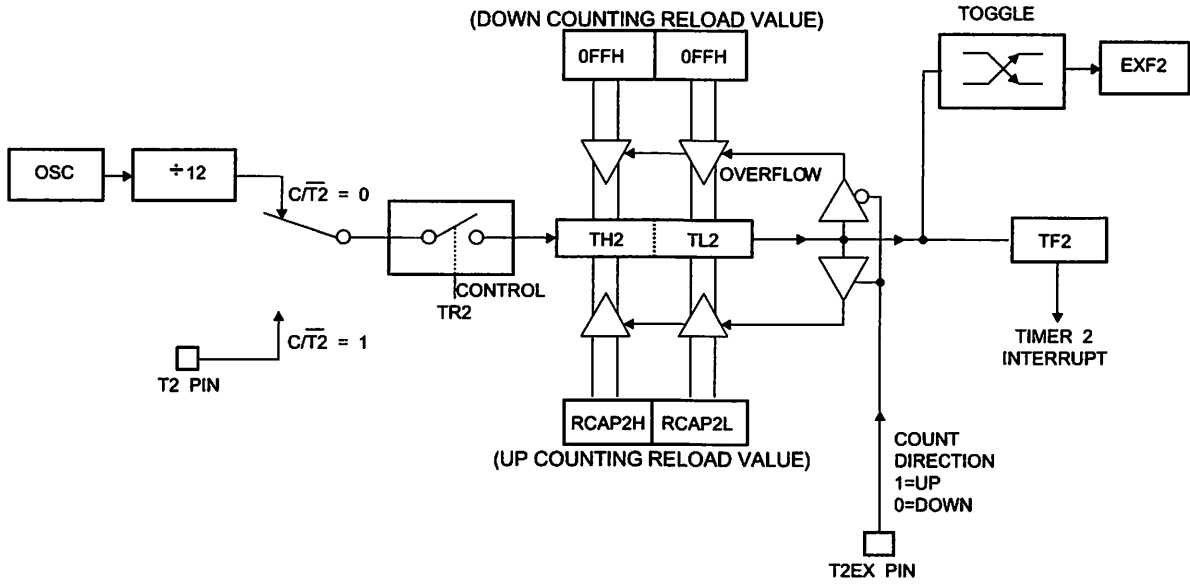 (DOWN COUNTING RELOAD VALUE)
TOGGLE
0FFH
0FFH
EXF2
OSC
÷12
OVERFLOW
C/T2̅ = 0
TH2
TL2
TF2
CONTROL
TR2
C/T2̅ = 1
TIMER 2
INTERRUPT
T2 PIN
RCAP2H
RCAP2L
(UP COUNTING RELOAD VALUE)
COUNT
DIRECTION
1=UP
0=DOWN
T2EX PIN